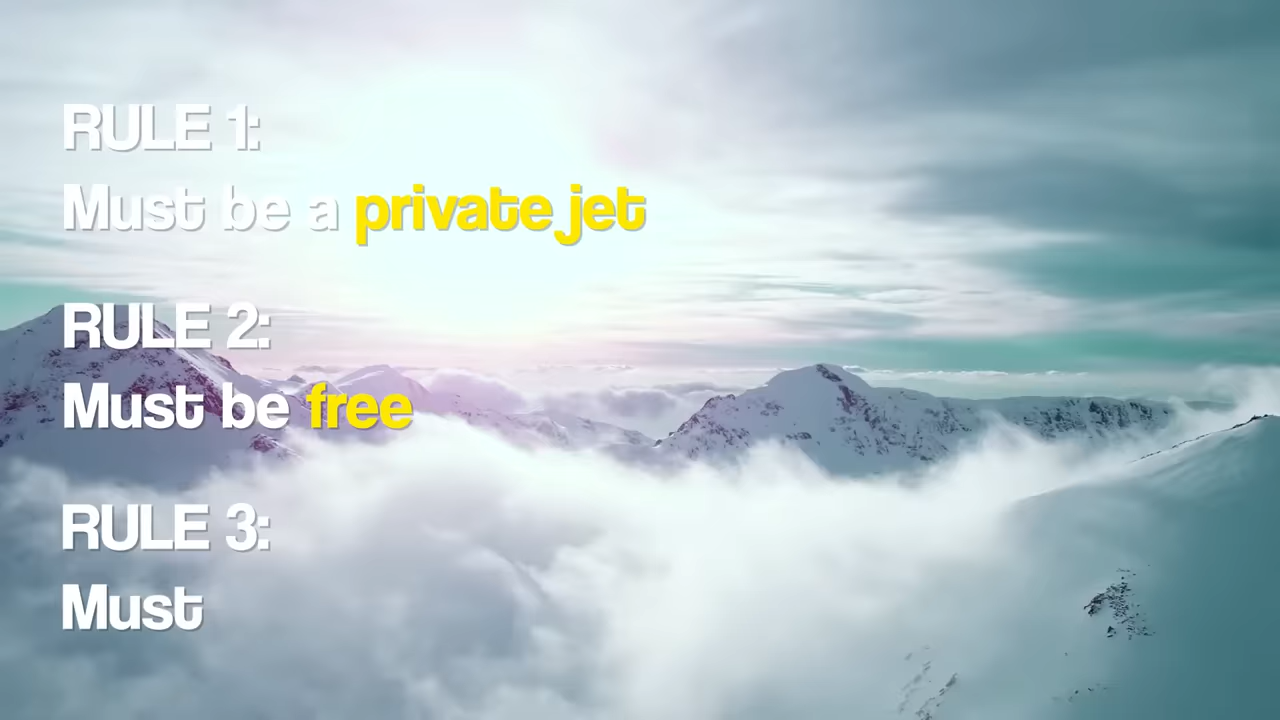 RULE 1:
Must be a private jet
RULE 2:
Must be free
RULE 3:
Must